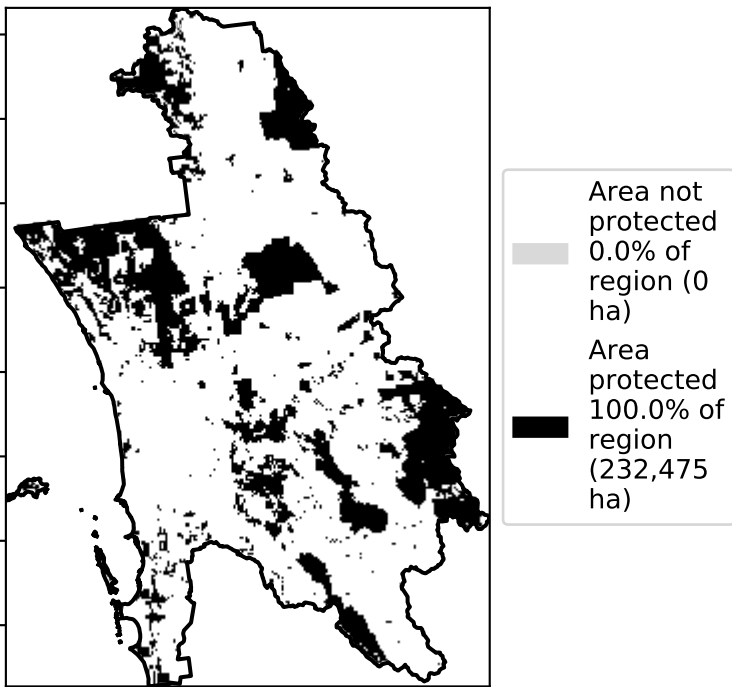 Area not
protected
0.0% of
region (0
ha)
Area
protected
100.0% of
region
(232,475
ha)